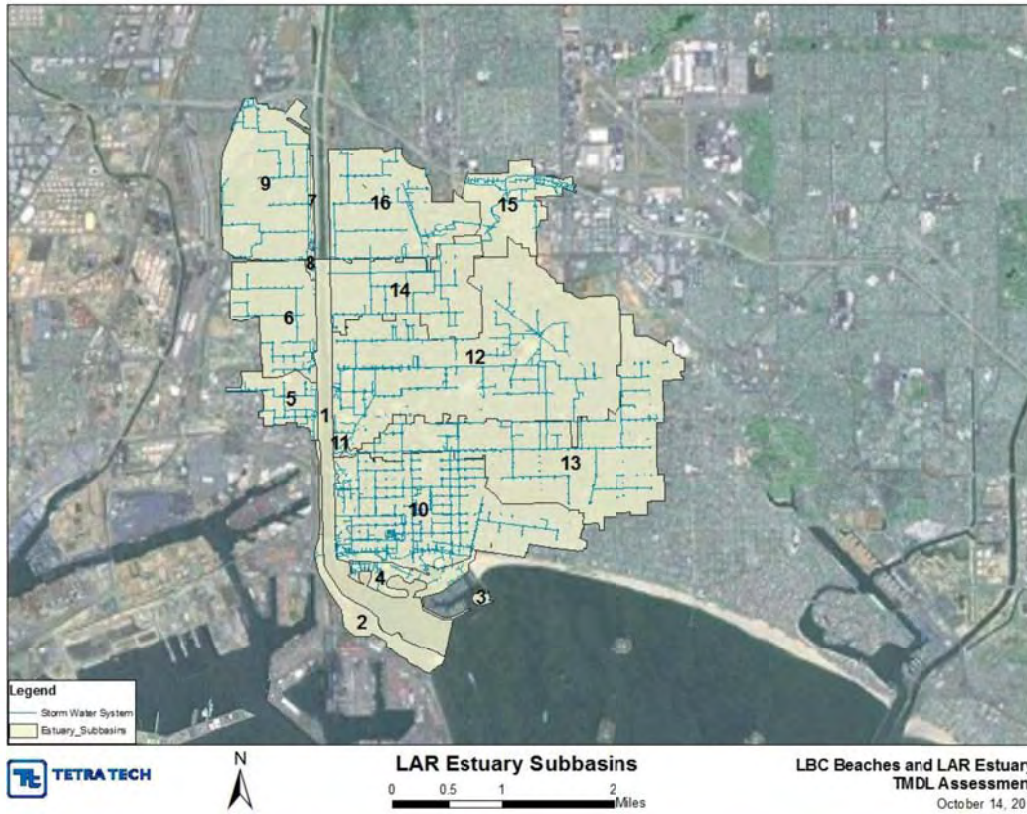 9
7
16
15
8
14
6
12
5
1
11
13
10
4
3
2
Legend
Storm Water System
Estuary_Subbasins
TETRA TECH
N
LAR Estuary Subbasins
0 0.5 1 2
Miles
LBC Beaches and LAR Estuar
TMDL Assessmen
October 14, 20